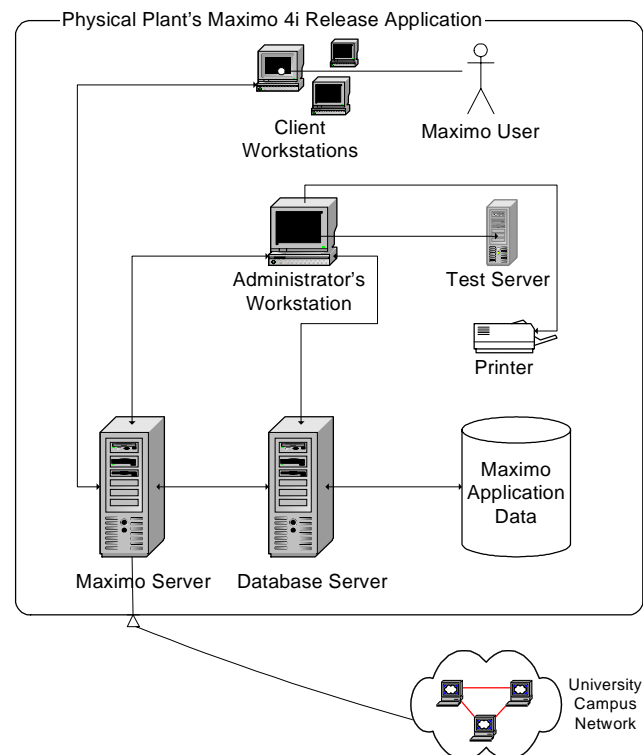 Physical Plant's Maximo 4i Release Application
Client
Workstations
Maximo User
Administrator's
Workstation
Test Server
Printer
Maximo
Application
Data
Maximo Server
Database Server
University
Campus
Network